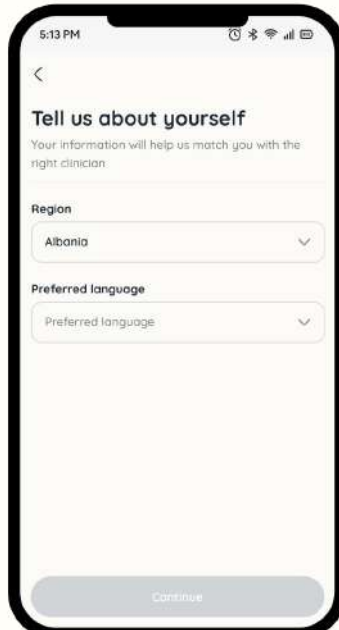 5:13 PM
Tell us about yourself
Your information will help us match you with the
right clinician
Region
Albania
Preferred language
Preferred language
Continue